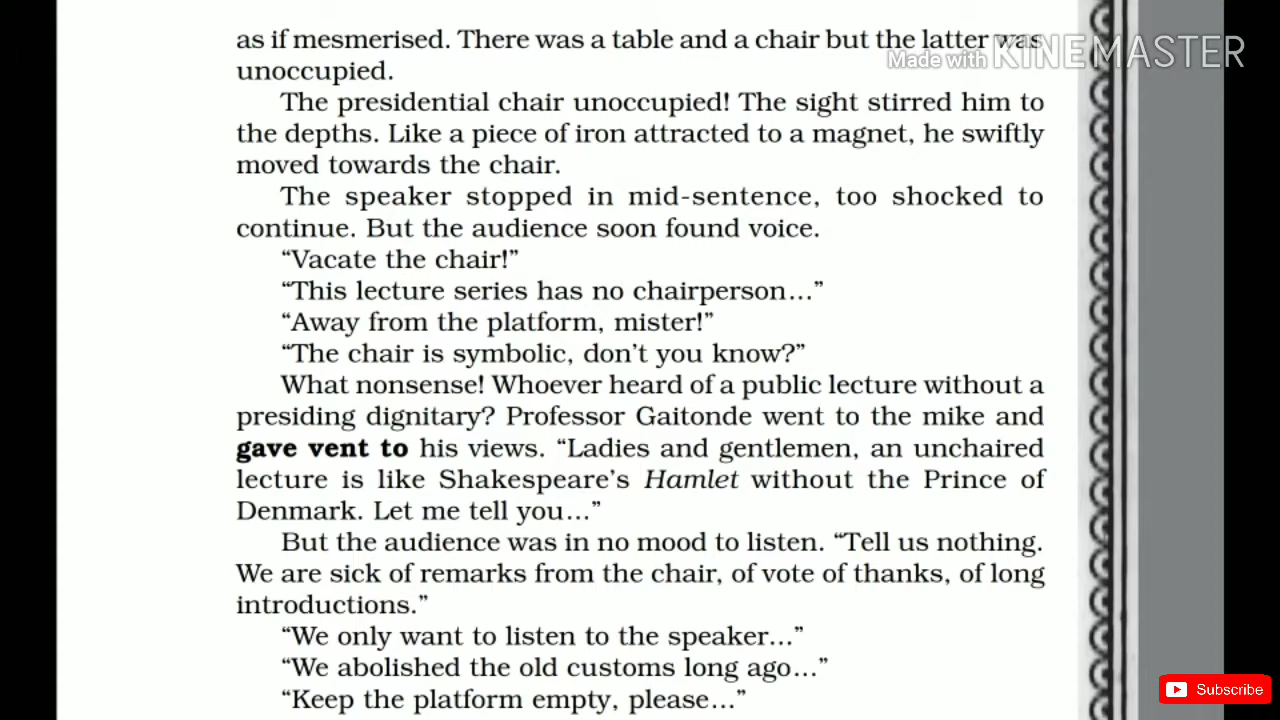 as if mesmerised. There was a table and a chair but the latter was
Made with KINEMASTER
unoccupied.
The presidential chair unoccupied! The sight stirred him to
the depths. Like a piece of iron attracted to a magnet, he swiftly
moved towards the chair.
The speaker stopped in mid-sentence, too shocked to
continue. But the audience soon found voice.
“Vacate the chair!”
“This lecture series has no chairperson...”
“Away from the platform, mister!”
“The chair is symbolic, don’t you know?”
What nonsense! Whoever heard of a public lecture without a
presiding dignitary? Professor Gaitonde went to the mike and
gave vent to his views. “Ladies and gentlemen, an unchaired
lecture is like Shakespeare’s Hamlet without the Prince of
Denmark. Let me tell you...”
But the audience was in no mood to listen. “Tell us nothing.
We are sick of remarks from the chair, of vote of thanks, of long
introductions.”
“We only want to listen to the speaker...”
“We abolished the old customs long ago...”
Subscribe
“Keep the platform empty, please...”